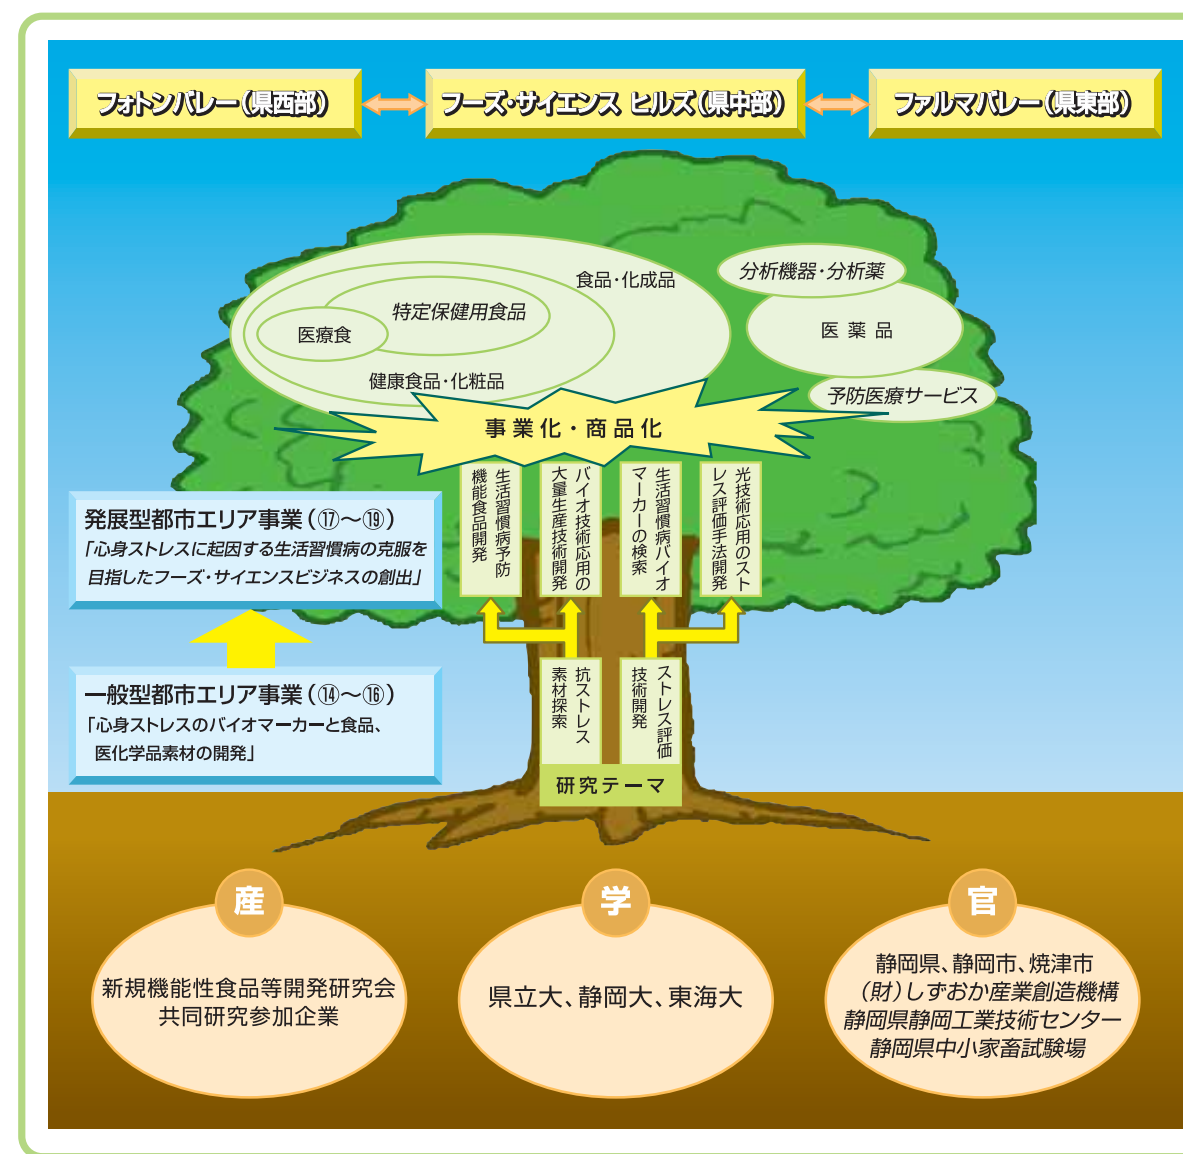 フォトンバレー(県西部)
フーズ・サイエンス ヒルズ(県中部)
ファルマバレー(県東部)
食品・化成品
特定保健用食品
医療食
健康食品・化粧品
分析機器・分析薬
医 薬 品
予防医療サービス
事業化・商品化
生活習慣病予防
機能食品開発
バイオ技術応用の
大量生産技術開発
生活習慣病バイオ
マーカーの検索
光技術応用のスト
レス評価手法開発
発展型都市エリア事業(⑰〜⑲)
「心身ストレスに起因する生活習慣病の克服を
目指したフーズ・サイエンスビジネスの創出」
一般型都市エリア事業(⑭〜⑯)
「心身ストレスのバイオマーカーと食品、
医化学品素材の開発」
抗ストレス
素材探索
ストレス評価
技術開発
研究テーマ
産
新規機能性食品等開発研究会
共同研究参加企業
学
県立大、静岡大、東海大
官
静岡県、静岡市、焼津市
(財)しずおか産業創造機構
静岡県静岡工業技術センター
静岡県中小家畜試験場